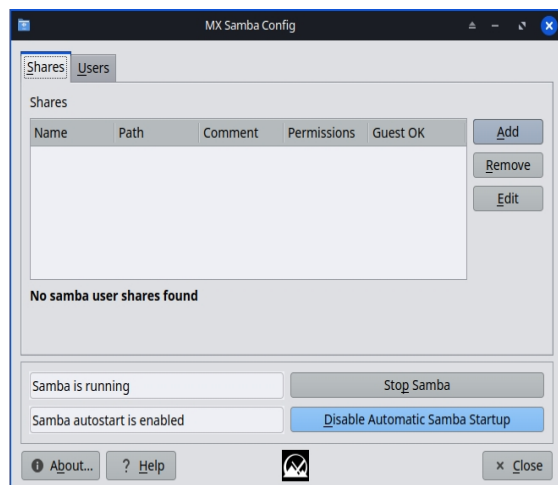 MX Samba Config
Shares Users
Shares
Name Path Comment Permissions Guest OK
Add
Remove
Edit
No samba user shares found
Samba is running Stop Samba
Samba autostart is enabled Disable Automatic Samba Startup
About... ? Help × Close